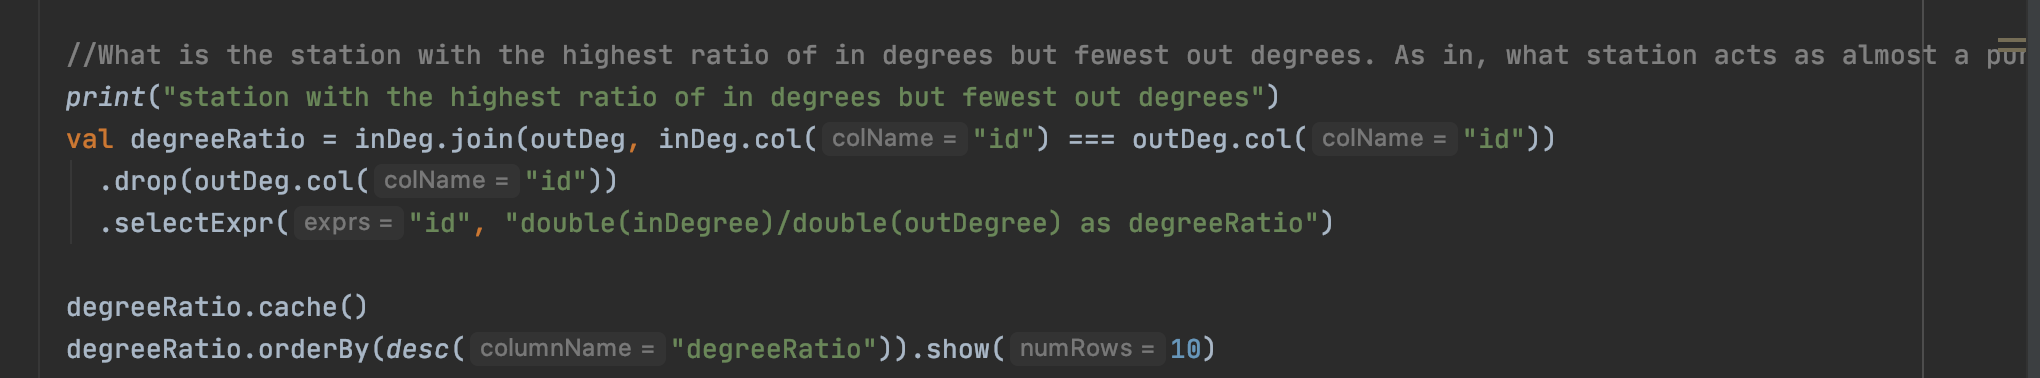 //What is the station with the highest ratio of in degrees but fewest out degrees. As in, what station acts as almost a
print("station with the highest ratio of in degrees but fewest out degrees")
val degreeRatio = inDeg.join(outDeg, inDeg.col( colName = "id") === outDeg.col( colName = "id"))
.drop(outDeg.col( colName = "id"))
.selectExpr( exprs = "id", "double(inDegree)/double(outDegree) as degreeRatio")
degreeRatio.cache()
degreeRatio.orderBy(desc( columnName = "degreeRatio")).show( numRows = 10)